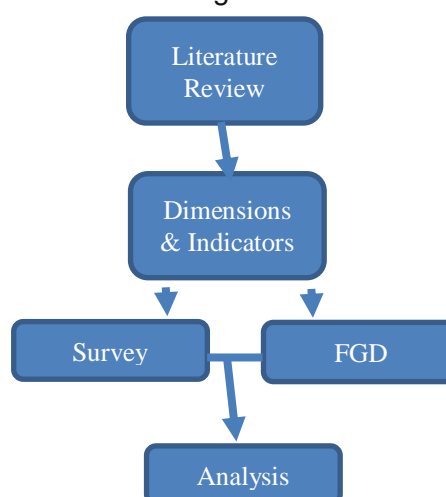 Literature
Review
Dimensions
& Indicators
Survey
FGD
Analysis